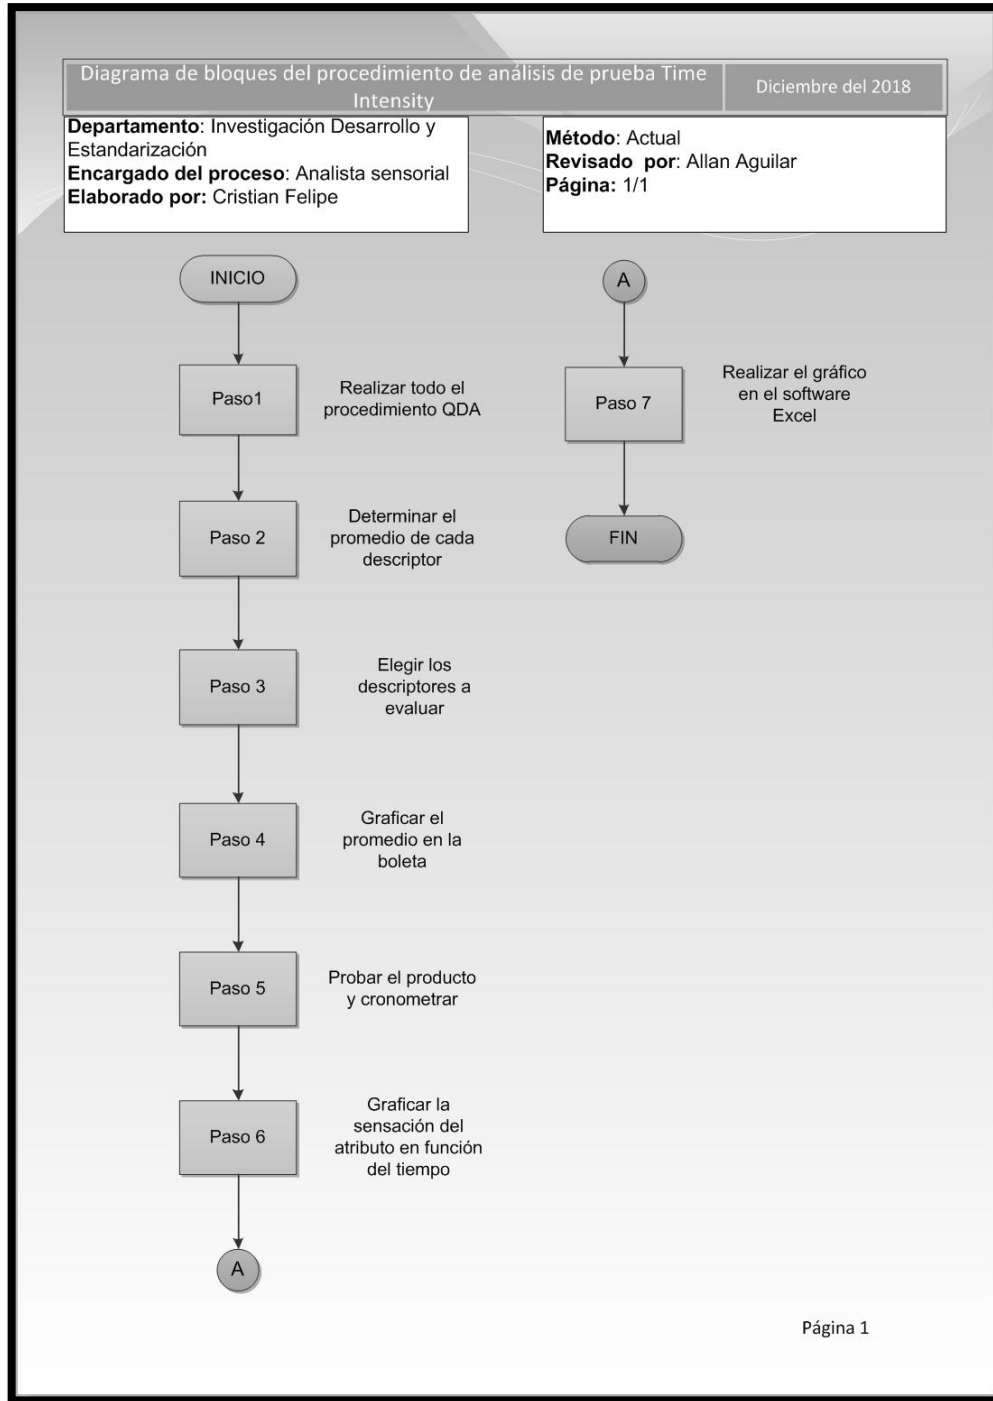 Diagrama de bloques del procedimiento de análisis de prueba Time
Intensity
Diciembre del 2018
Departamento: Investigación Desarrollo y
Estandarización
Encargado del proceso: Analista sensorial
Elaborado por: Cristian Felipe
Método: Actual
Revisado por: Allan Aguilar
Página: 1/1
INICIO
Paso1
Realizar todo el
procedimiento QDA
Paso 2
Determinar el
promedio de cada
descriptor
Paso 3
Elegir los
descriptores a
evaluar
Paso 4
Graficar el
promedio en la
boleta
Paso 5
Probar el producto
y cronometrar
Paso 6
Graficar la
sensación del
atributo en función
del tiempo
A
A
Paso 7
Realizar el gráfico
en el software
Excel
FIN
Página 1